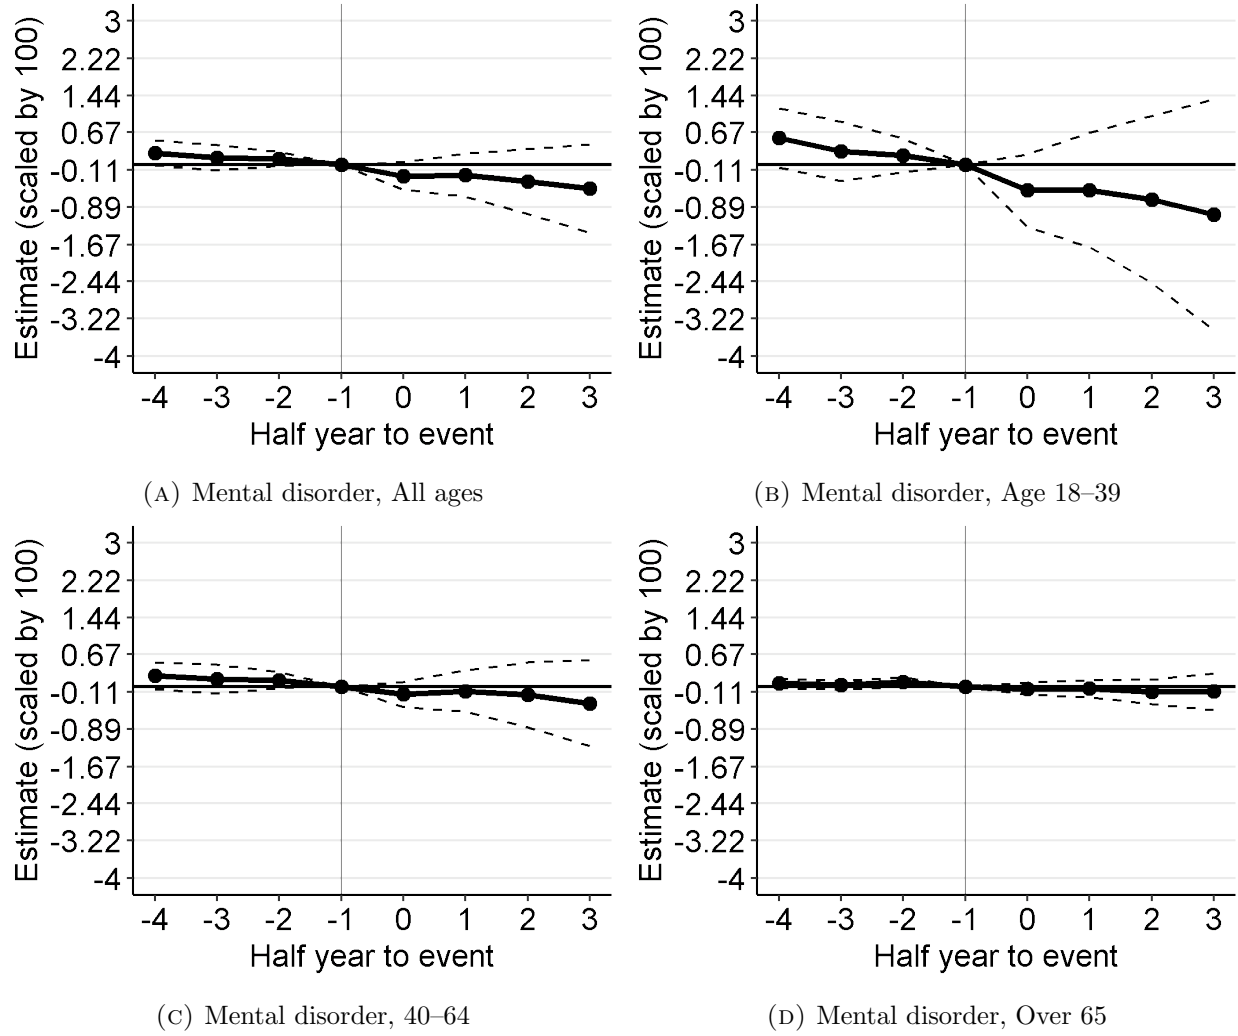 Estimate (scaled by 100)
3
2.22
1.44
0.67
-0.11
-0.89
-1.67
-2.44
-3.22
-4
-4 -3 -2 -1 0 1 2 3
Half year to event
(A) Mental disorder, All ages
Estimate (scaled by 100)
3
2.22
1.44
0.67
-0.11
-0.89
-1.67
-2.44
-3.22
-4
-4 -3 -2 -1 0 1 2 3
Half year to event
(B) Mental disorder, Age 18–39
Estimate (scaled by 100)
3
2.22
1.44
0.67
-0.11
-0.89
-1.67
-2.44
-3.22
-4
-4 -3 -2 -1 0 1 2 3
Half year to event
(C) Mental disorder, 40–64
Estimate (scaled by 100)
3
2.22
1.44
0.67
-0.11
-0.89
-1.67
-2.44
-3.22
-4
-4 -3 -2 -1 0 1 2 3
Half year to event
(D) Mental disorder, Over 65